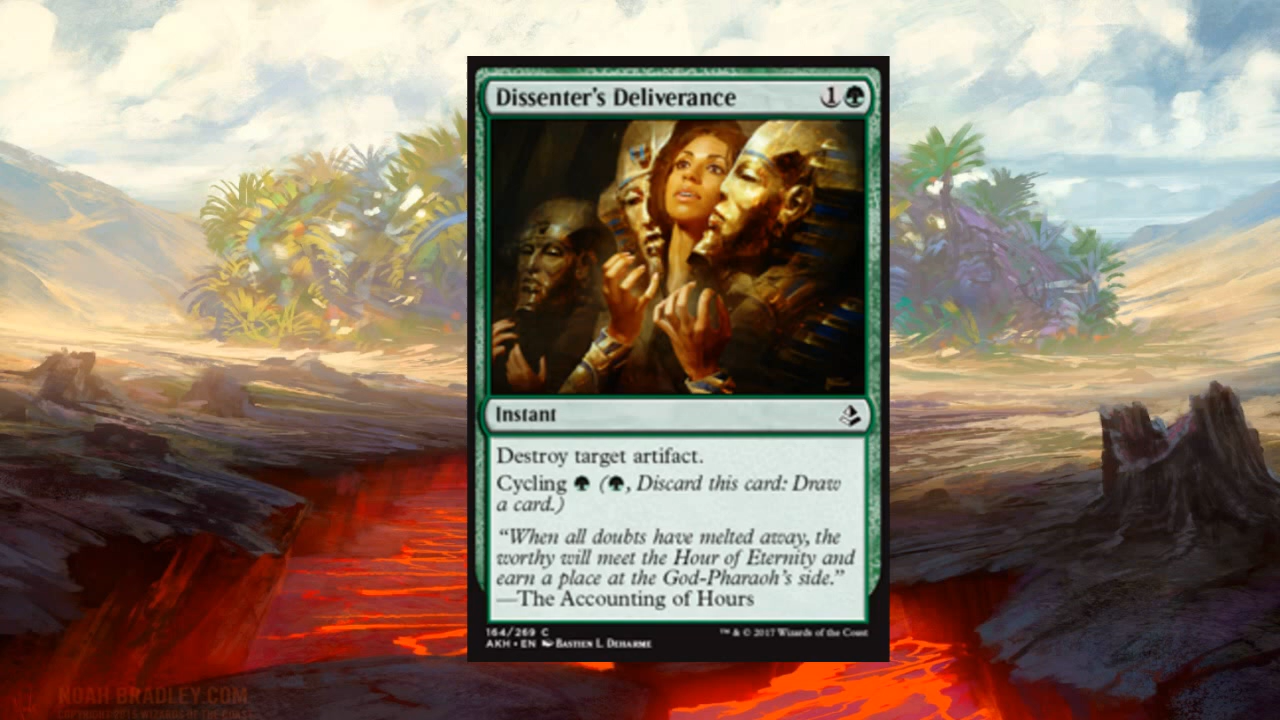 Dissenter's Deliverance 1
Instant
Destroy target artifact.
Cycling (, Discard this card: Draw
a card.)
“When all doubts have melted away, the
worthy will meet the Hour of Eternity and
earn a place at the God-Pharaoh's side.”
—The Accounting of Hours
164/269 C
AKH • EN Bastien L. Deharme
™ & © 2017 Wizards of the Coast
NOAHBRADLEY.COM